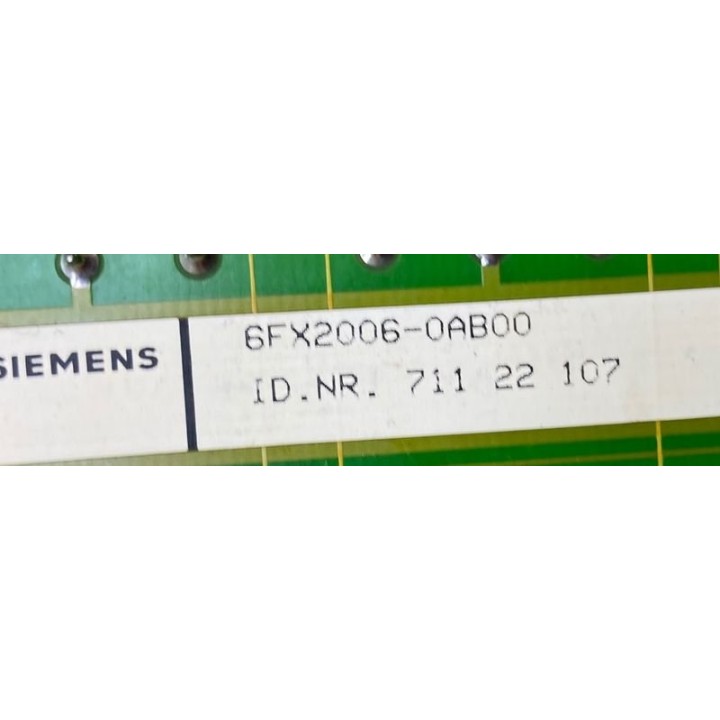 SIEMENS
6FX2006-0AB00
ID.NR. 711 22 107